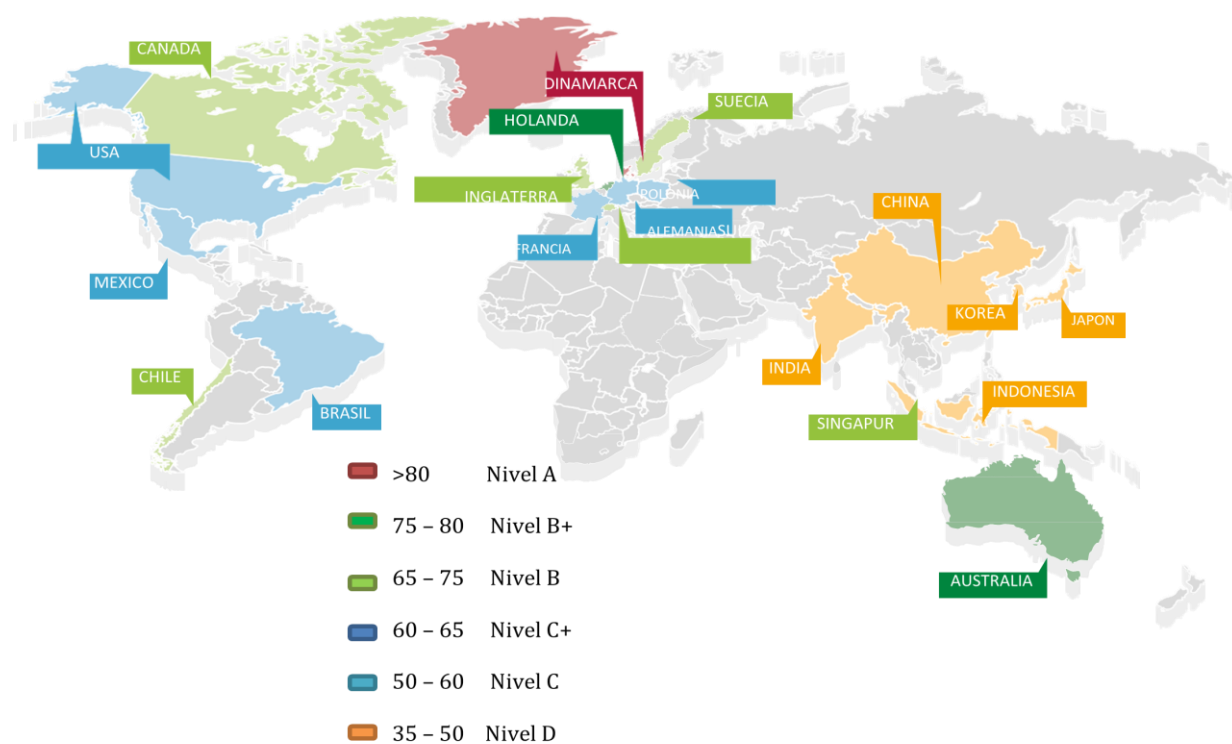 CANADA
DINAMARCA
SUECIA
HOLANDA
USA
INGLATERRA
POLONIA
CHINA
ALEMANIA
FRANCIA
MEXICO
KOREA
JAPON
INDIA
CHILE
INDONESIA
BRASIL
SINGAPUR
>80 Nivel A
75 – 80 Nivel B+
65 – 75 Nivel B
AUSTRALIA
60 – 65 Nivel C+
50 – 60 Nivel C
35 – 50 Nivel D